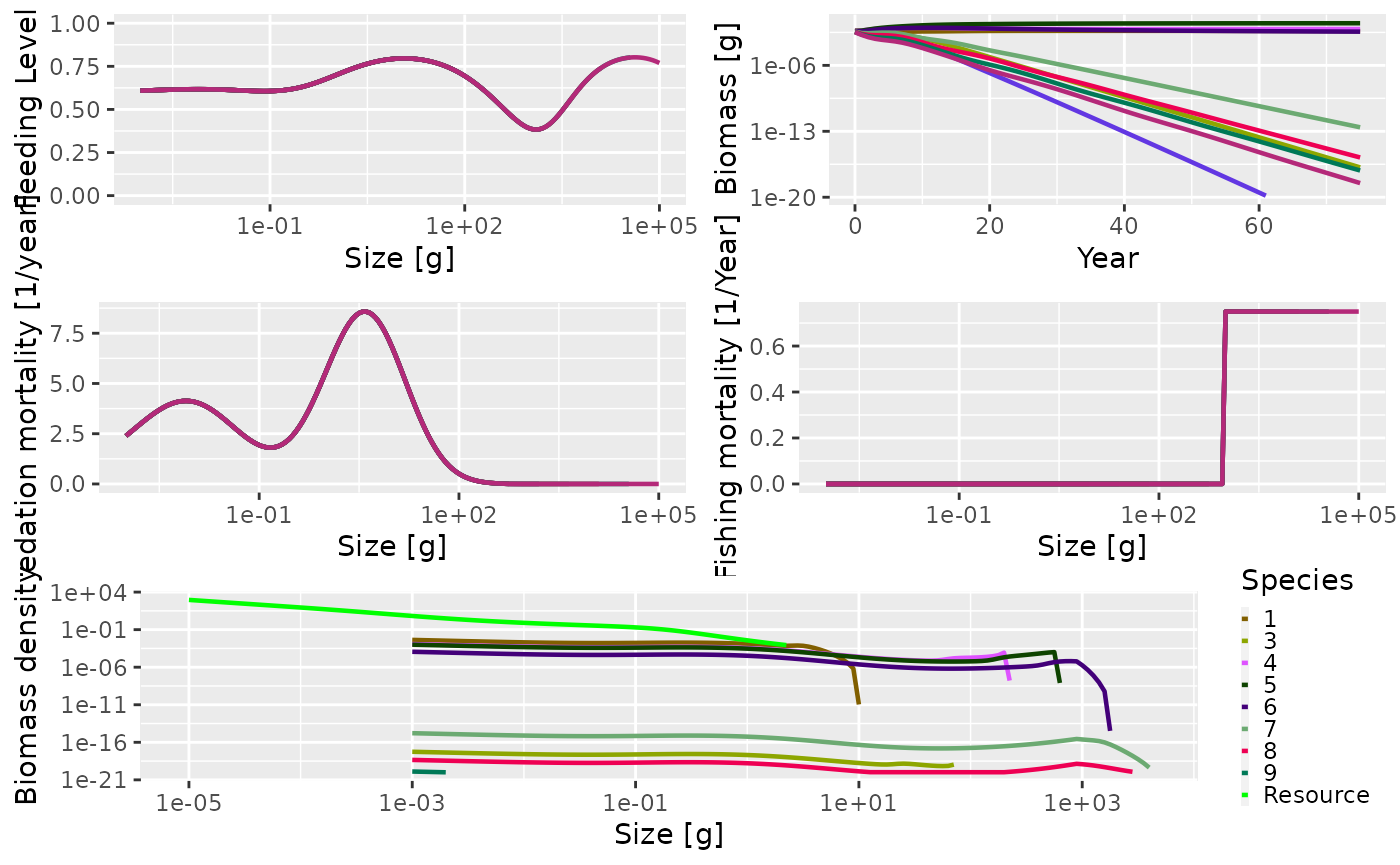 Feeding Level
1.00
0.75
0.50
0.25
0.00
1e-01
1e+02
1e+05
Size [g]
Biomass [g]
1e-06
1e-13
1e-20
0
20
40
60
Year
mortality [1/year]
7.5
5.0
2.5
0.0
1e-01
1e+02
1e+05
Size [g]
Fishing mortality [1/Year]
0.6
0.4
0.2
0.0
1e-01
1e+02
1e+05
Size [g]
Biomass density
1e+04
1e-01
1e-06
1e-11
1e-16
1e-21
1e-05
1e-03
1e-01
1e+01
1e+03
Size [g]
Species
1
3
4
5
6
7
8
9
Resource